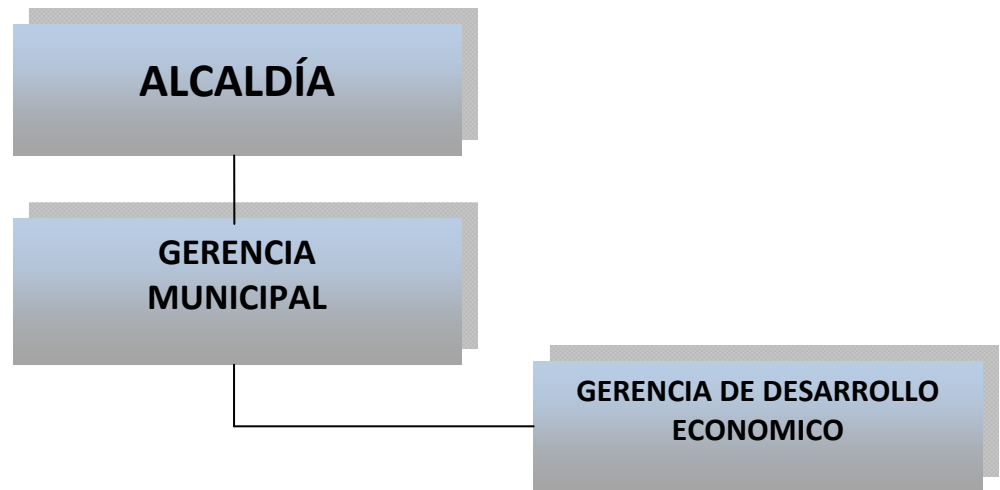 ALCALDÍA
GERENCIA
MUNICIPAL
GERENCIA DE DESARROLLO
ECONOMICO